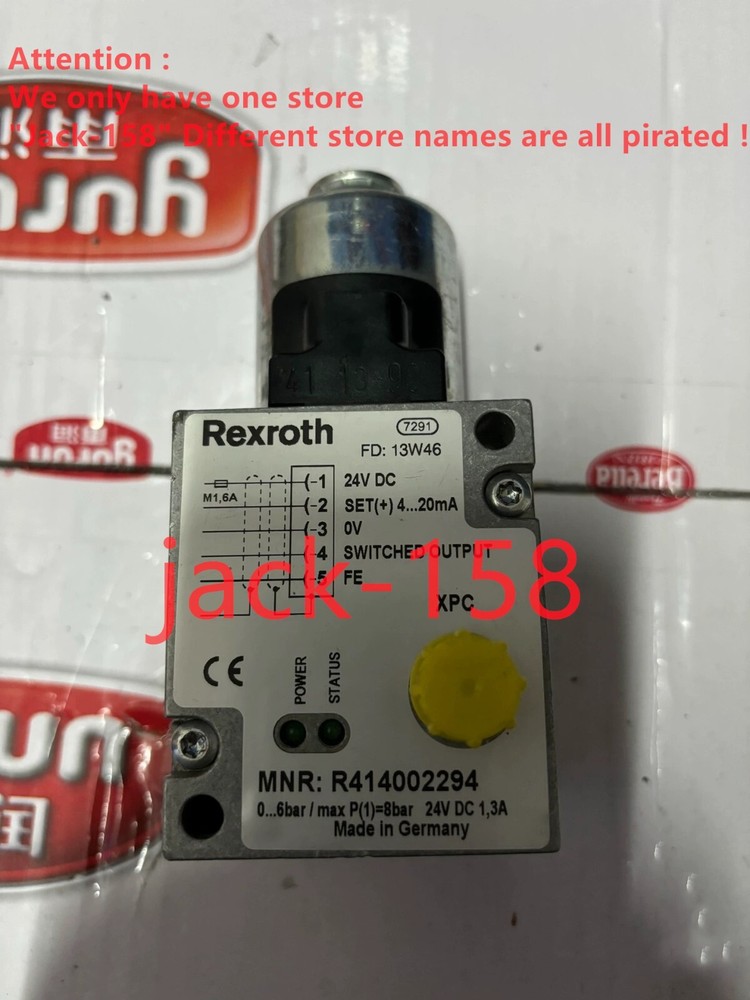 Attention :
We only have one store
"Jack-158" Different store names are all pirated !
41 13
Rexroth
7291
FD: 13W46
M1,6A
1 24V DC
2 SET(+) 4...20mA
3 0V
4 SWITCHED OUTPUT
5 FE
jack-158
XPC
CE
POWER
STATUS
MNR: R414002294
0...6bar / max P(1)=8bar 24V DC 1,3A
Made in Germany